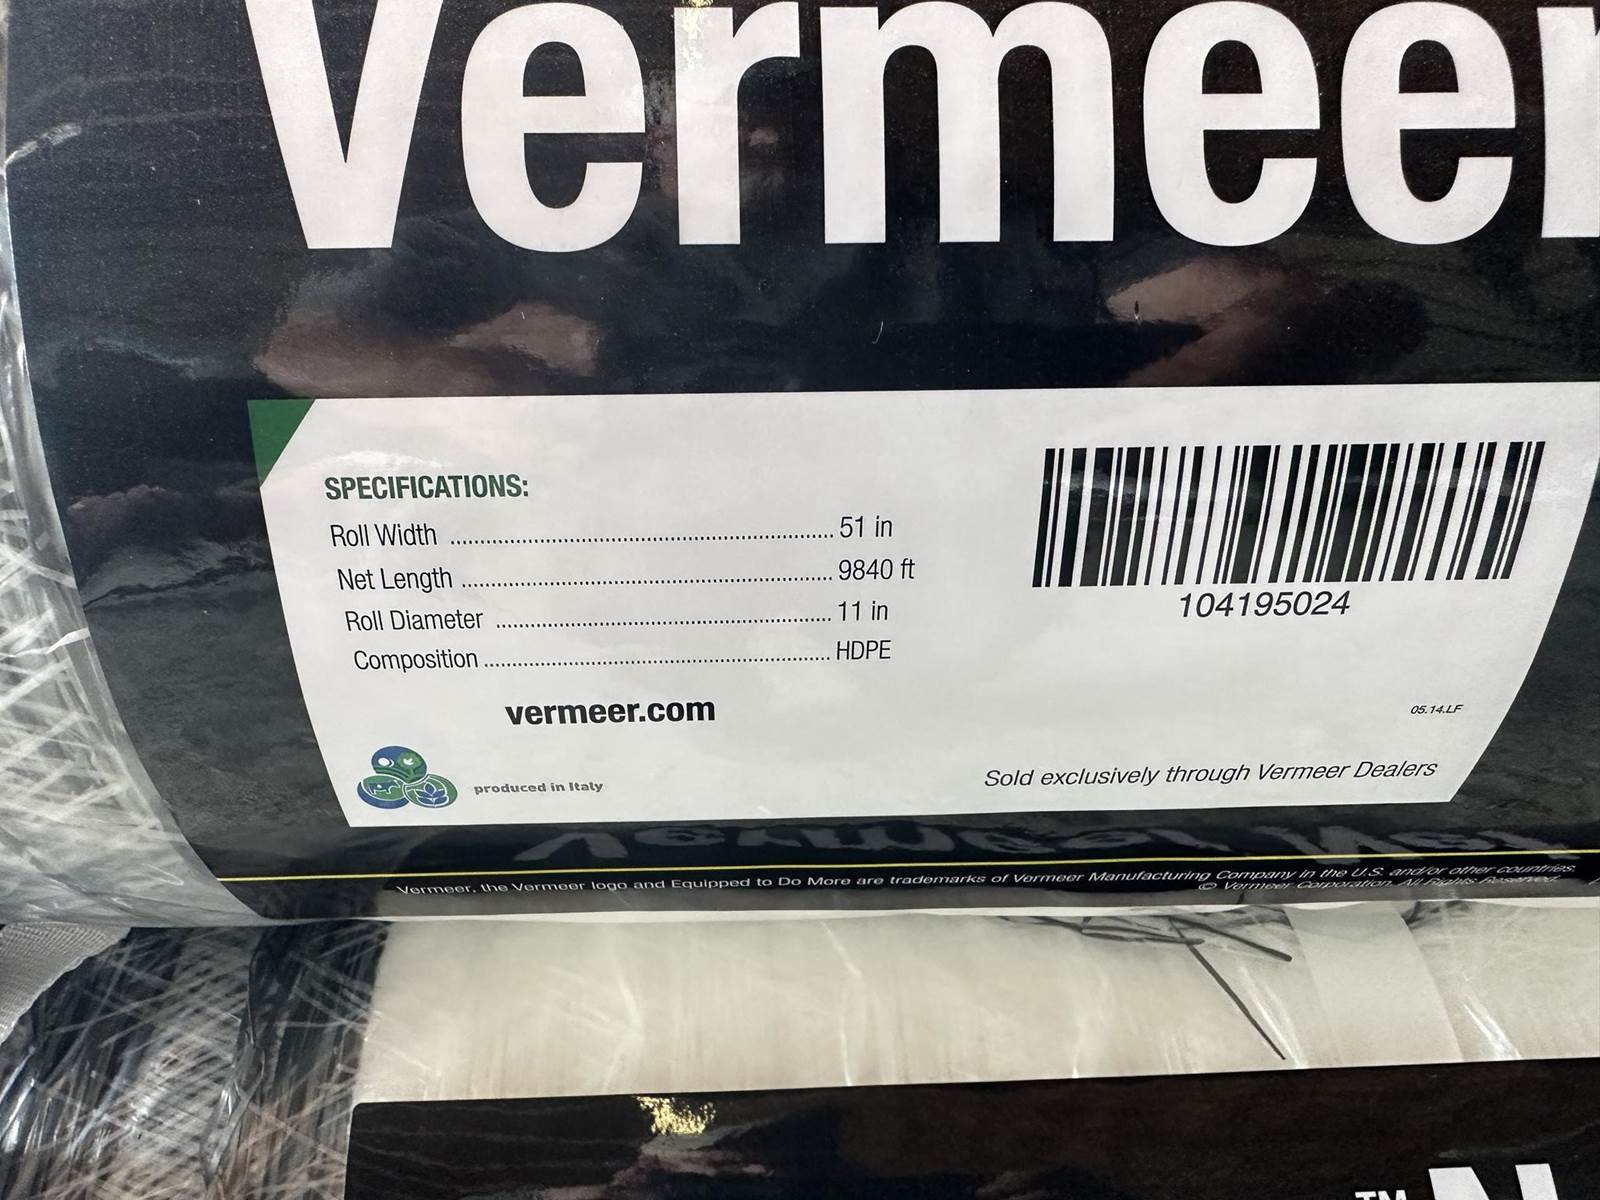 Vermeer
SPECIFICATIONS:
Roll Width .......... 51 in
Net Length .......... 9840 ft
Roll Diameter .......... 11 in
Composition .......... HDPE
vermeer.com
produced in Italy
104195024
05.14.LF
Sold exclusively through Vermeer Dealers
Vermeer, the Vermeer logo and Equipped to Do More are trademarks of Vermeer Manufacturing Company in the U.S. and/or other countries.
© Vermeer Corporation. All Rights Reserved.
TM N